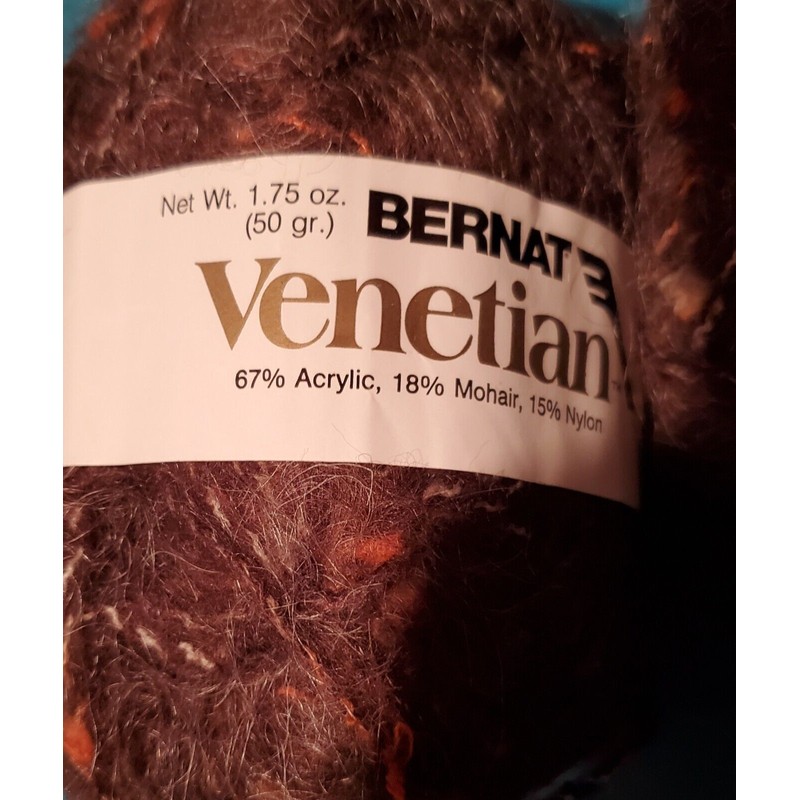 Net Wt. 1.75 oz.
(50 gr.)
BERNAT
Venetian
67% Acrylic, 18% Mohair, 15% Nylon